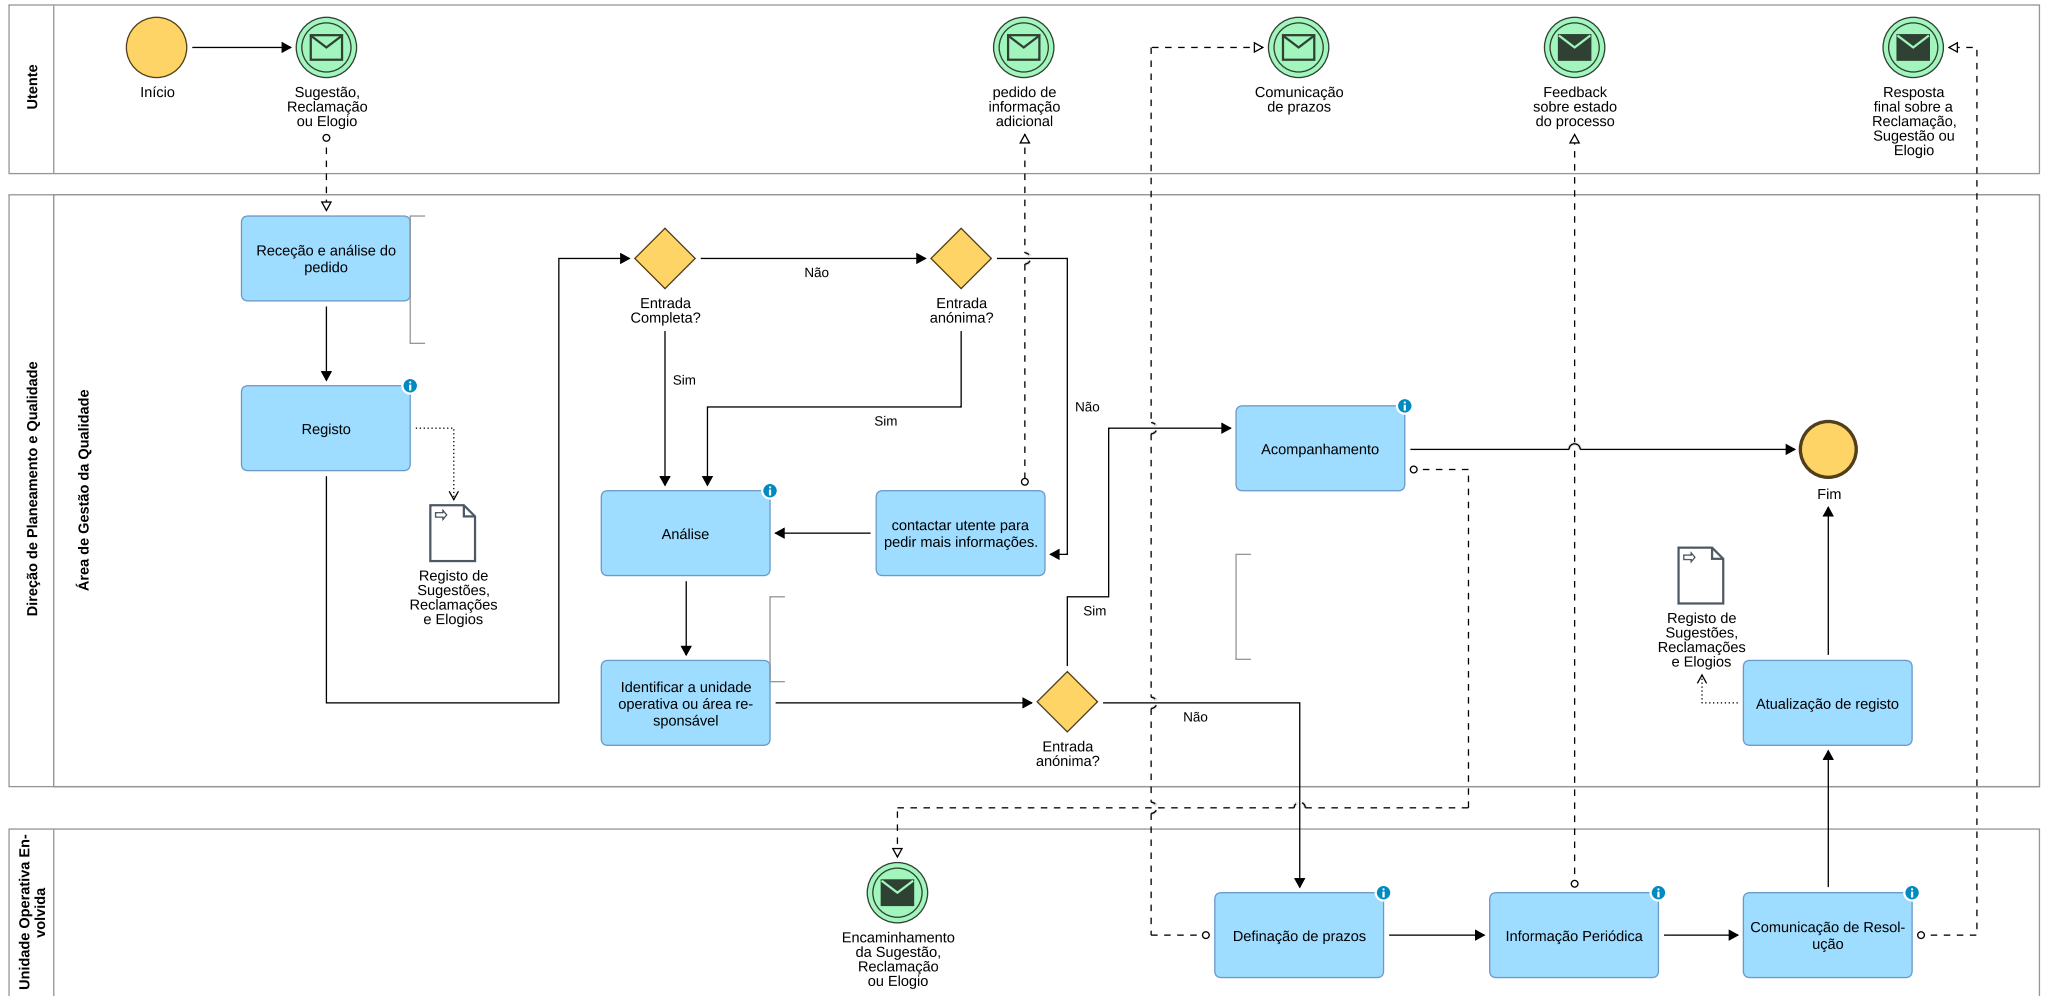 Utente
Início
Sugestão,
Reclamação
ou Elogio
pedido de
informação
adicional
Comunicação
de prazos
Feedback
sobre estado
do processo
Resposta
final sobre a
Reclamação,
Sugestão ou
Elogio
Direção de Planeamento e Qualidade
Área de Gestão da Qualidade
Receção e análise do
pedido
Registo
Registo de
Sugestões,
Reclamações
e Elogios
Entrada
Completa?
Não
Entrada
anónima?
Sim
Sim
Não
Análise
contactar utente para
pedir mais informações.
Identificar a unidade
operativa ou área re-
sponsável
Entrada
anónima?
Sim
Não
Acompanhamento
Fim
Registo de
Sugestões,
Reclamações
e Elogios
Atualização de registo
Unidade Operativa En-
volvida
Encaminhamento
da Sugestão,
Reclamação
ou Elogio
Definação de prazos
Informação Periódica
Comunicação de Resol-
ução